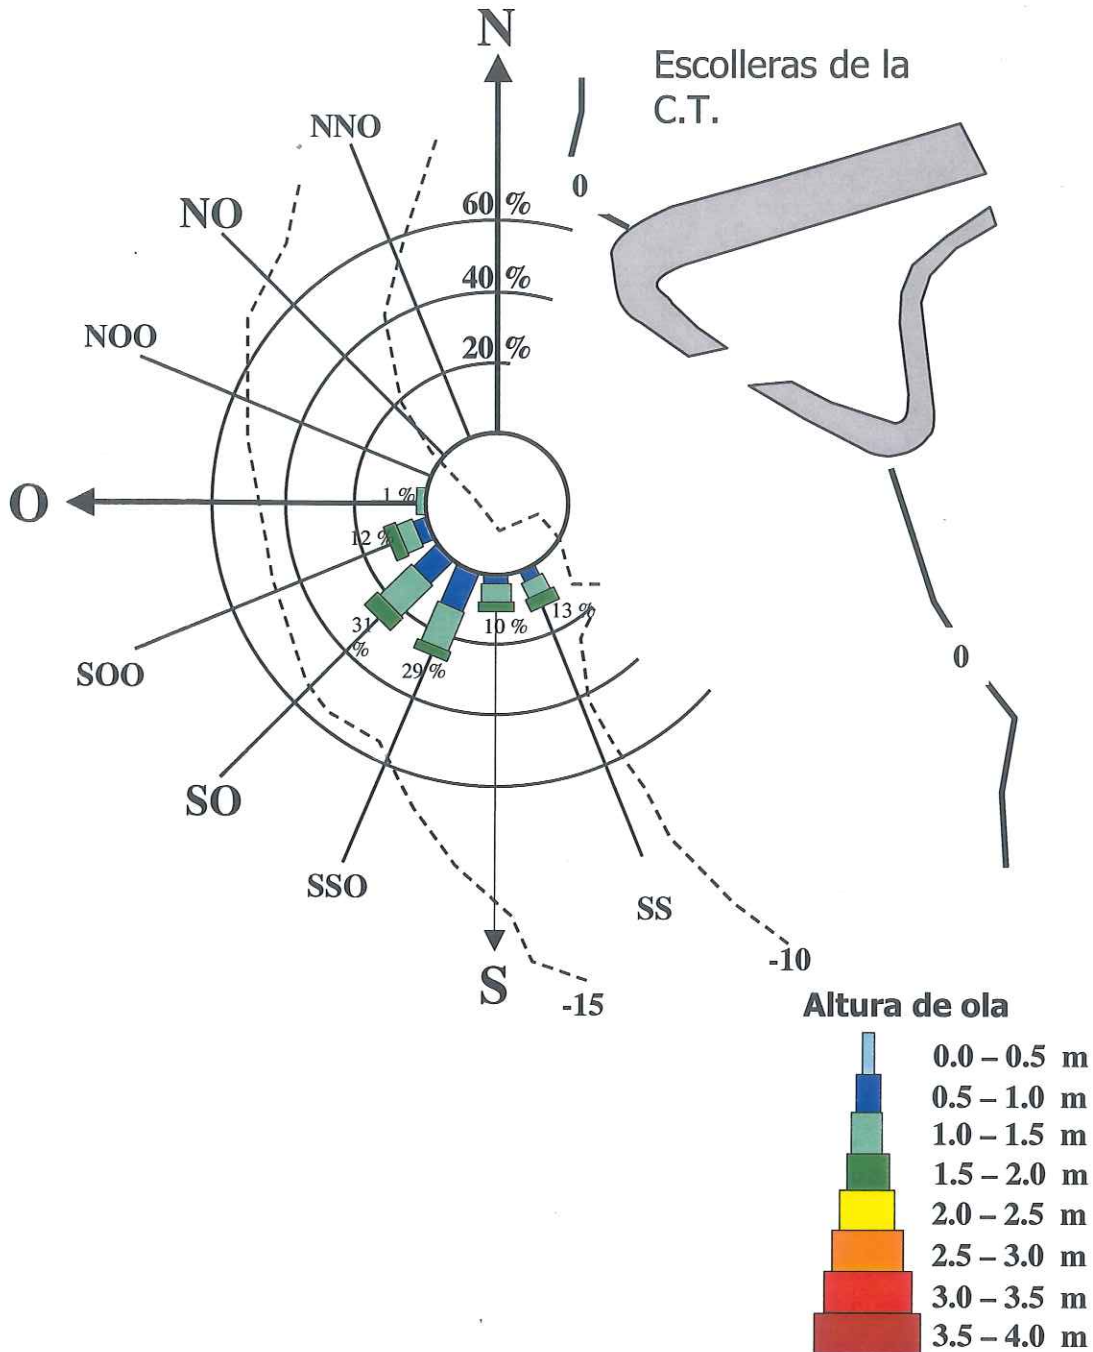 N
Escolleras de la
C.T.
NNO
0
NO
60 %
40 %
NOO
20 %
O
1 %
12 %
31
%
10 %
13 %
29 %
SOO
0
SO
SSO
SS
-10
S
-15
Altura de ola
0.0 – 0.5 m
0.5 – 1.0 m
1.0 – 1.5 m
1.5 – 2.0 m
2.0 – 2.5 m
2.5 – 3.0 m
3.0 – 3.5 m
3.5 – 4.0 m